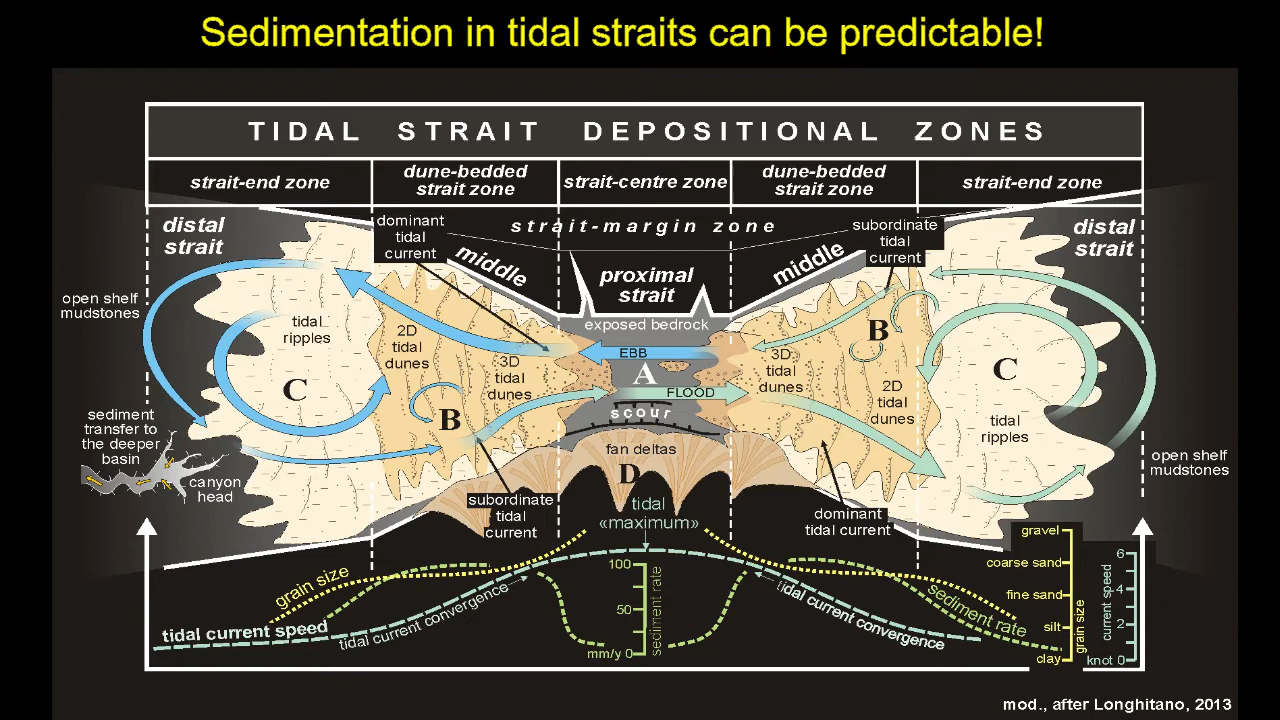 Sedimentation in tidal straits can be predictable!
TIDAL STRAIT DEPOSITIONAL ZONES
strait-end zone
dune-bedded
strait zone
strait-centre zone
dune-bedded
strait zone
strait-end zone
distal
strait
dominant
tidal
current
strait-margin zone
subordinate
tidal
current
distal
strait
middle
proximal
strait
middle
open shelf
mudstones
tidal
ripples
2D
tidal
dunes
exposed bedrock
EBB
B
3D
tidal
dunes
A
3D
tidal
dunes
C
C
FLOOD
2D
tidal
dunes
B
scour
tidal
ripples
sediment
transfer to
the deeper
basin
canyon
head
fan deltas
D
open shelf
mudstones
subordinate
tidal
current
tidal
«maximum»
dominant
tidal current
grain size
tidal current speed
tidal current convergence
100
50
mm/y 0
sediment rate
tidal current convergence
sediment rate
gravel
coarse sand
fine sand
silt
clay
grain size
6
4
2
knot 0
current speed
mod., after Longhitano, 2013